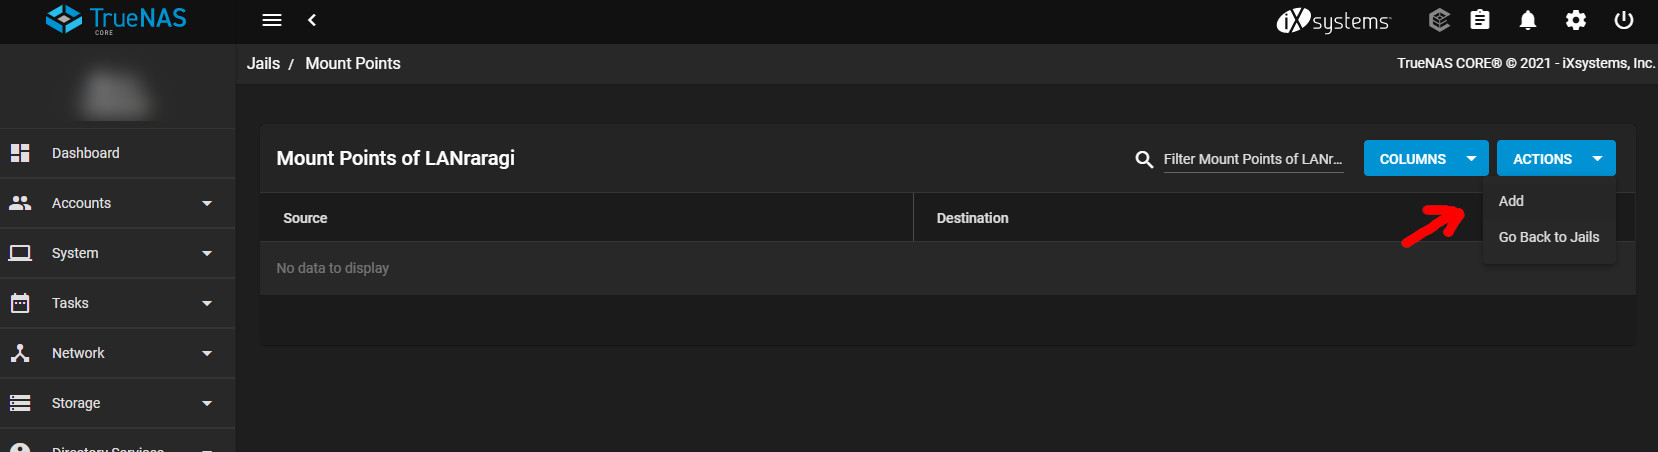 TrueNAS
CORE
iXsystems
Jails / Mount Points
TrueNAS CORE® © 2021 - iXsystems, Inc.
Dashboard
Accounts
System
Tasks
Network
Storage
Directory Services
Mount Points of LANraragi
Filter Mount Points of LANr...
COLUMNS
ACTIONS
Add
Go Back to Jails
Source
Destination
No data to display